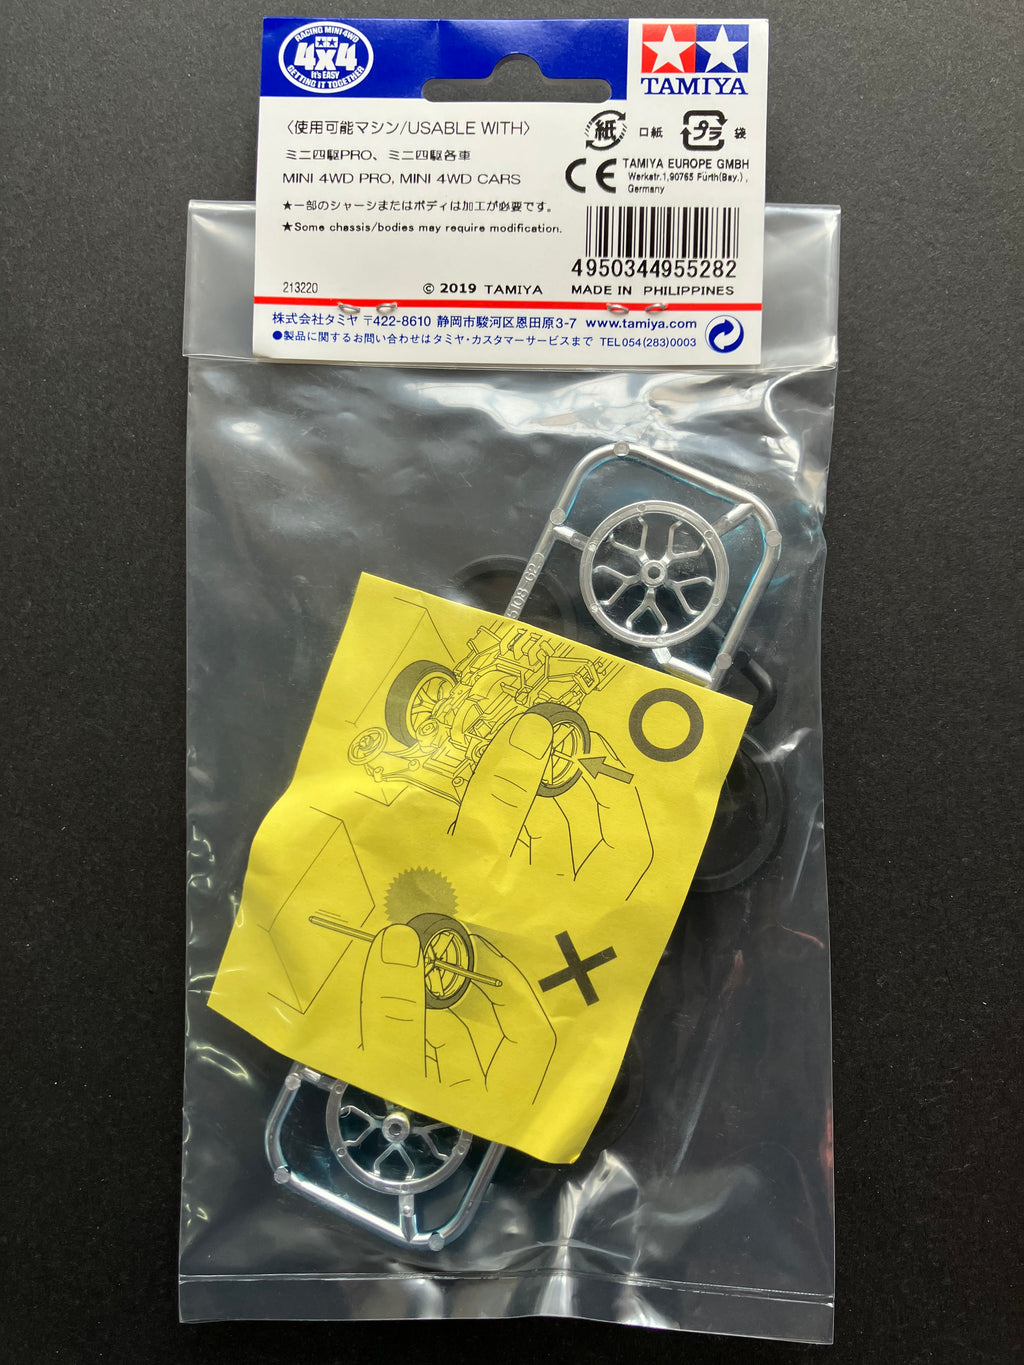 RACING MINI 4WD
4x4
It's EASY
GETTING IT TOGETHER
TAMIYA
〈使用可能マシン/USABLE WITH〉
ミニ四駆PRO、ミニ四駆各車
MINI 4WD PRO, MINI 4WD CARS
★一部のシャーシまたはボディは加工が必要です。
★Some chassis/bodies may require modification.
紙 口紙 プラ 袋
CE
TAMIYA EUROPE GMBH
Werkstr.1,90765 Fürth(Bay.),
Germany
4950344955282
213220 © 2019 TAMIYA MADE IN PHILIPPINES
株式会社タミヤ 〒422-8610 静岡市駿河区恩田原3-7 www.tamiya.com
●製品に関するお問い合わせはタミヤ・カスタマーサービスまで TEL054(283)0003